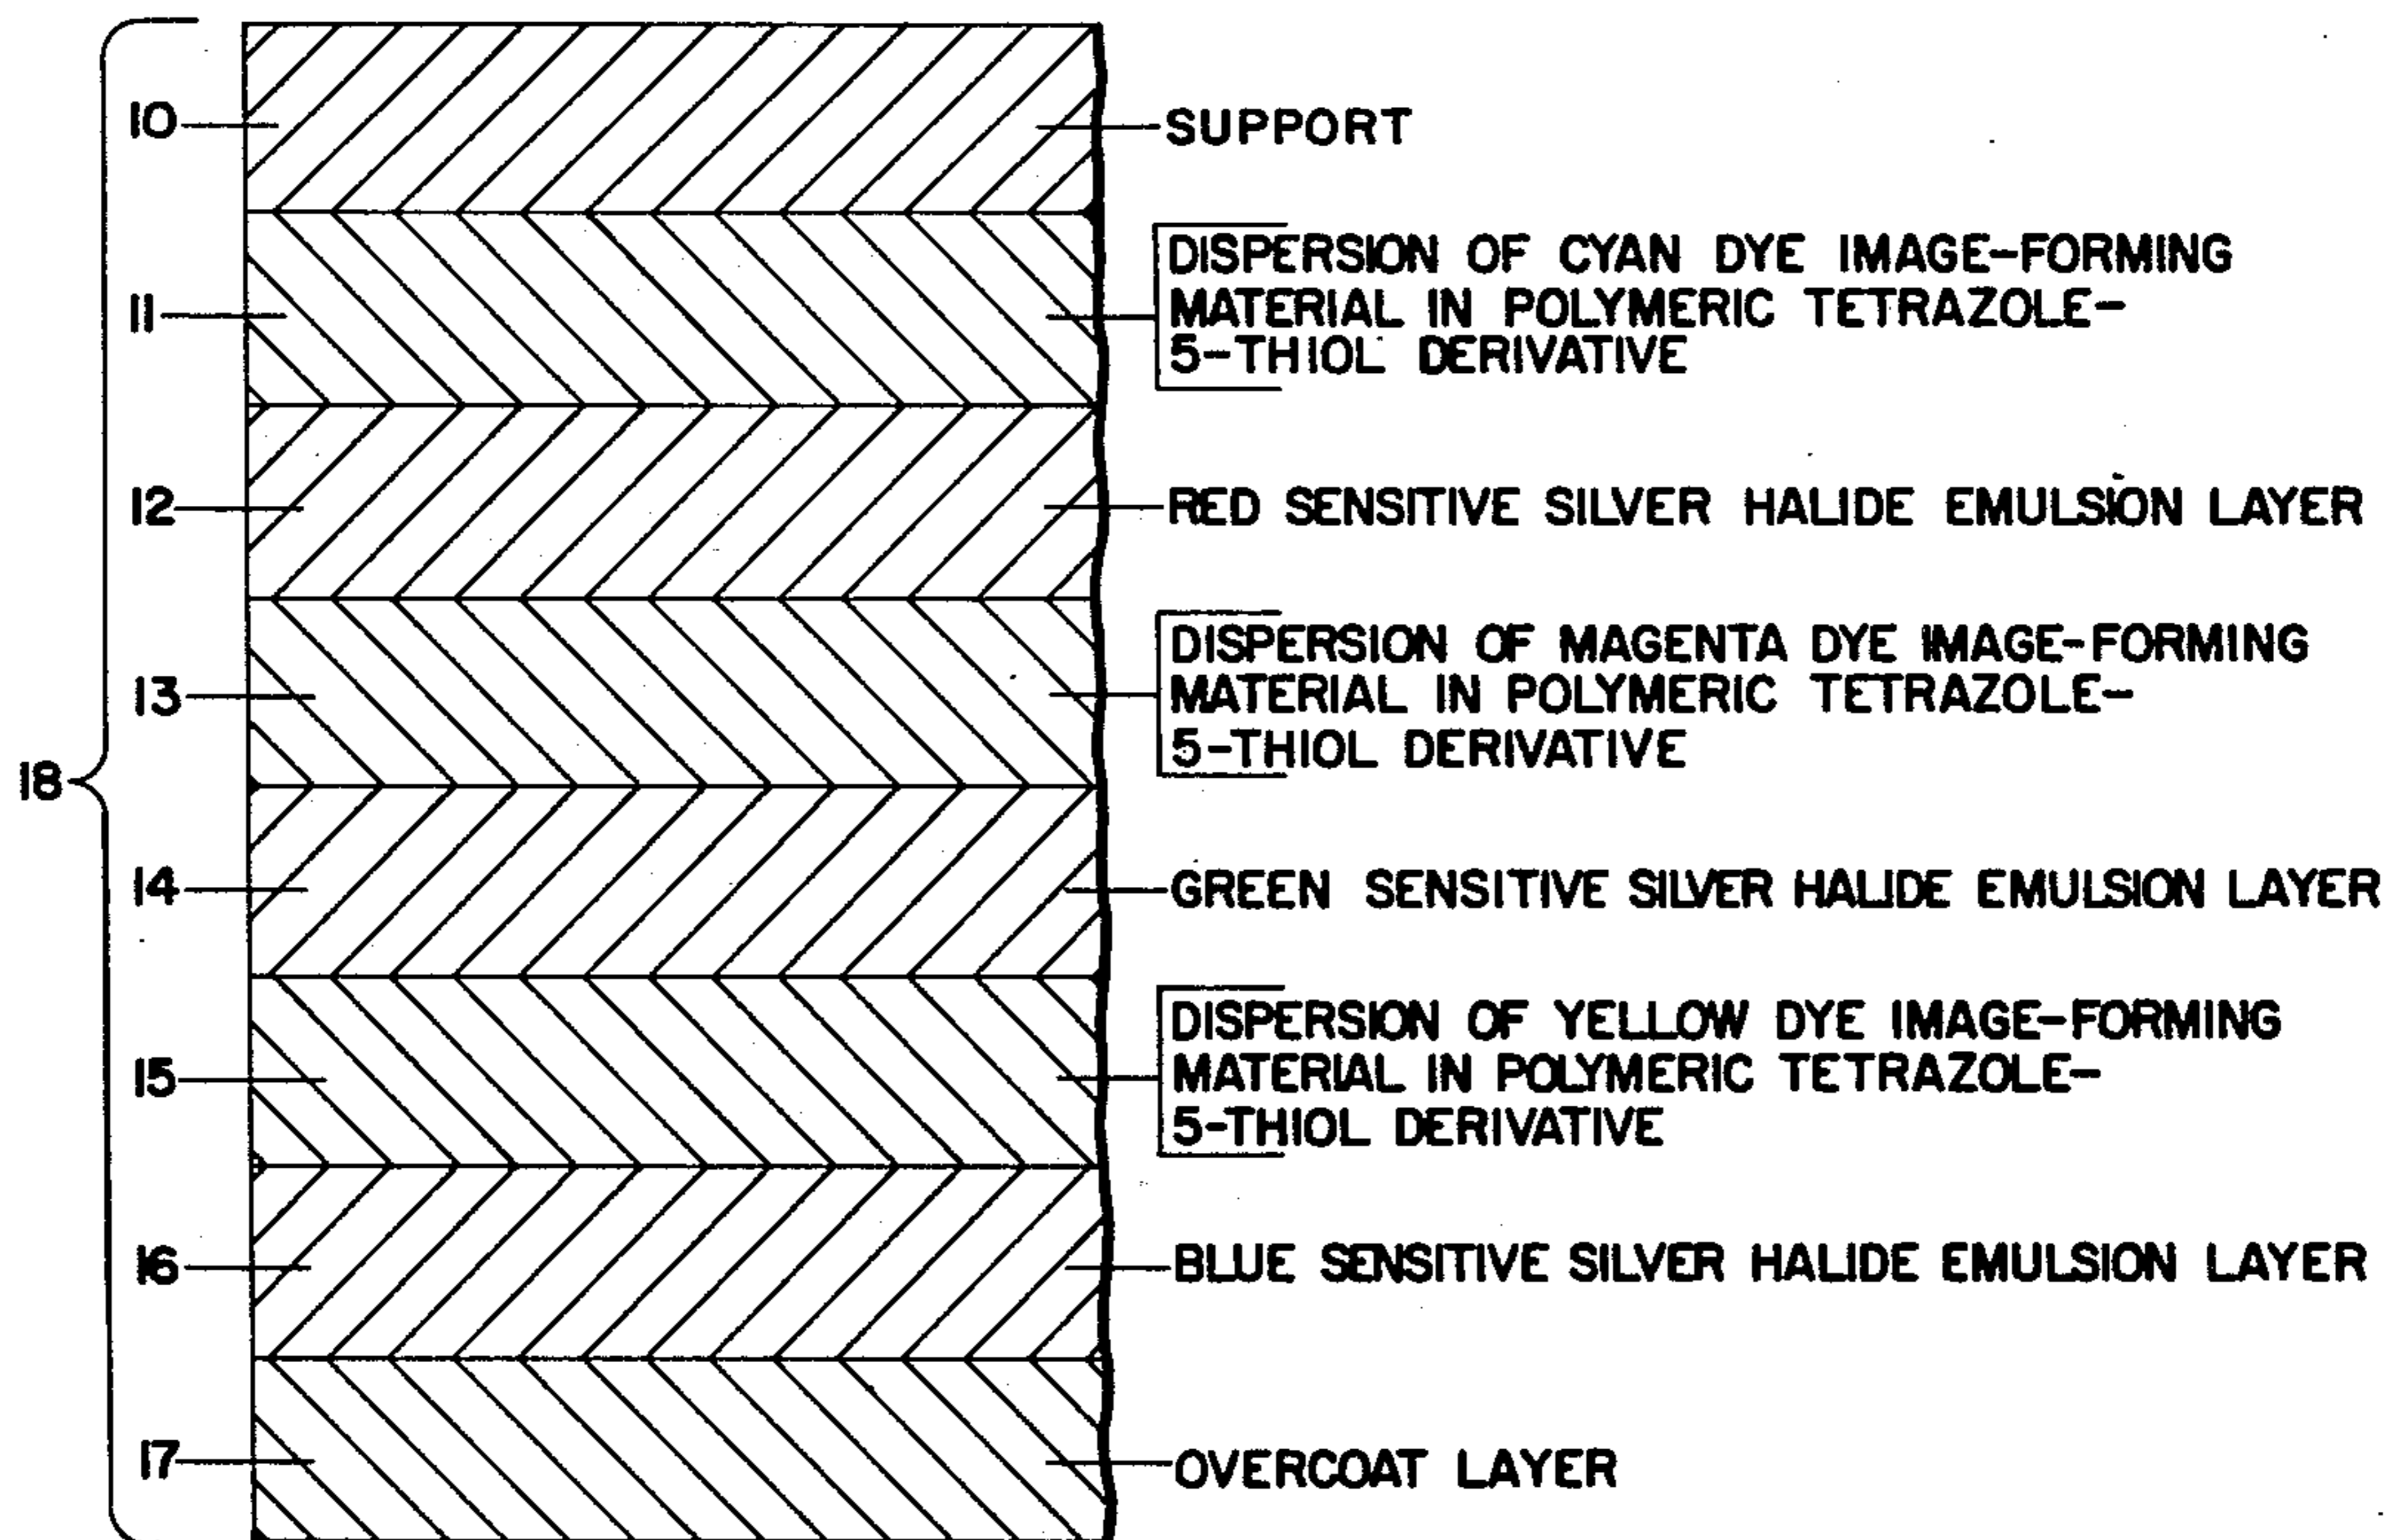 10
SUPPORT
11
DISPERSION OF CYAN DYE IMAGE-FORMING
MATERIAL IN POLYMERIC TETRAZOLE-
5-THIOL DERIVATIVE
12
RED SENSITIVE SILVER HALIDE EMULSION LAYER
13
DISPERSION OF MAGENTA DYE IMAGE-FORMING
MATERIAL IN POLYMERIC TETRAZOLE-
5-THIOL DERIVATIVE
18
14
GREEN SENSITIVE SILVER HALIDE EMULSION LAYER
15
DISPERSION OF YELLOW DYE IMAGE-FORMING
MATERIAL IN POLYMERIC TETRAZOLE-
5-THIOL DERIVATIVE
16
BLUE SENSITIVE SILVER HALIDE EMULSION LAYER
17
OVERCOAT LAYER